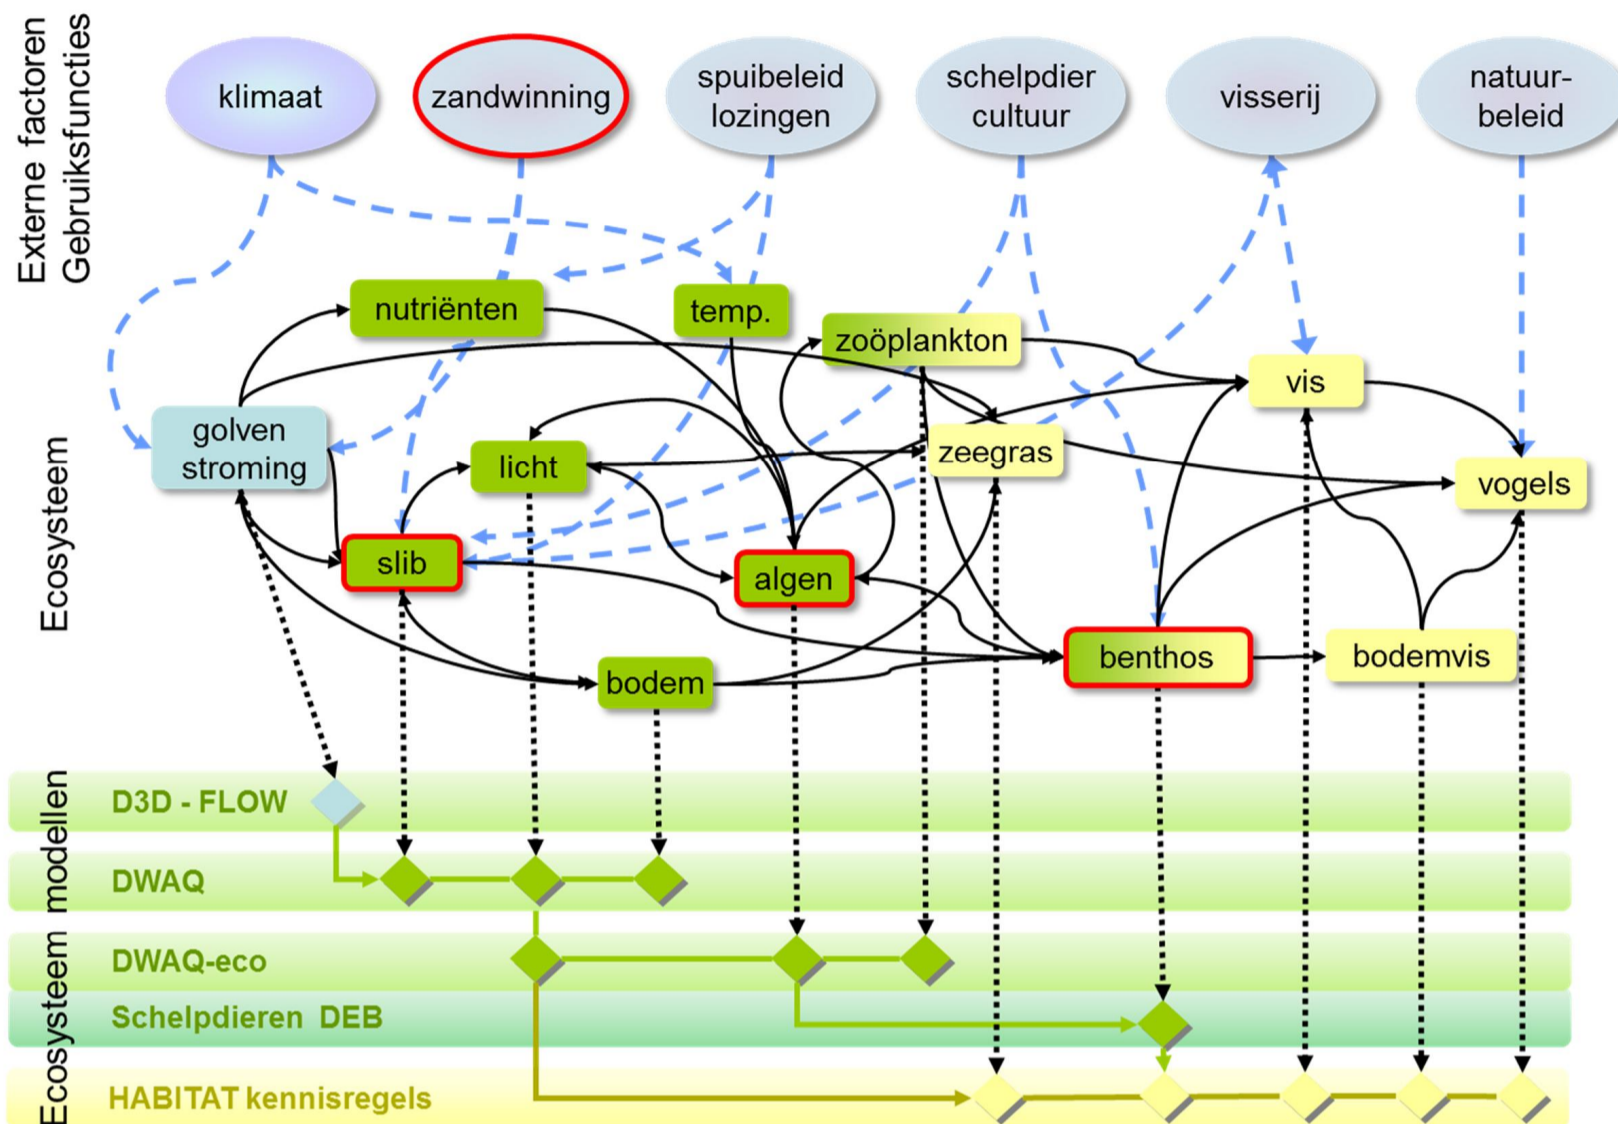 Externe factoren
Gebruiksfuncties
klimaat
zandwinning
spuibeleid
lozingen
schelpdier
cultuur
visserij
natuur-
beleid
Ecosysteem
nutriënten
temp.
zoöplankton
vis
golven
stroming
licht
zeegras
vogels
slib
algen
bodem
benthos
bodemvis
Ecosysteem modellen
D3D - FLOW
DWAQ
DWAQ-eco
Schelpdieren DEB
HABITAT kennisregels